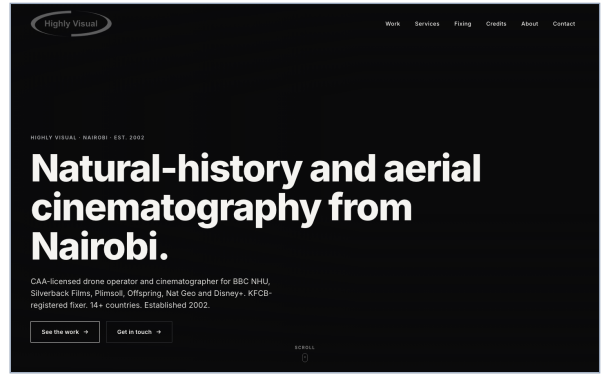 Highly Visual
Work Services Fixing Credits About Contact
HIGHLY VISUAL · NAIROBI · EST. 2002
Natural-history and aerial
cinematography from
Nairobi.
CAA-licensed drone operator and cinematographer for BBC NHU,
Silverback Films, Plimsoll, Offspring, Nat Geo and Disney+. KFCB-
registered fixer. 14+ countries. Established 2002.
See the work → Get in touch →
SCROLL